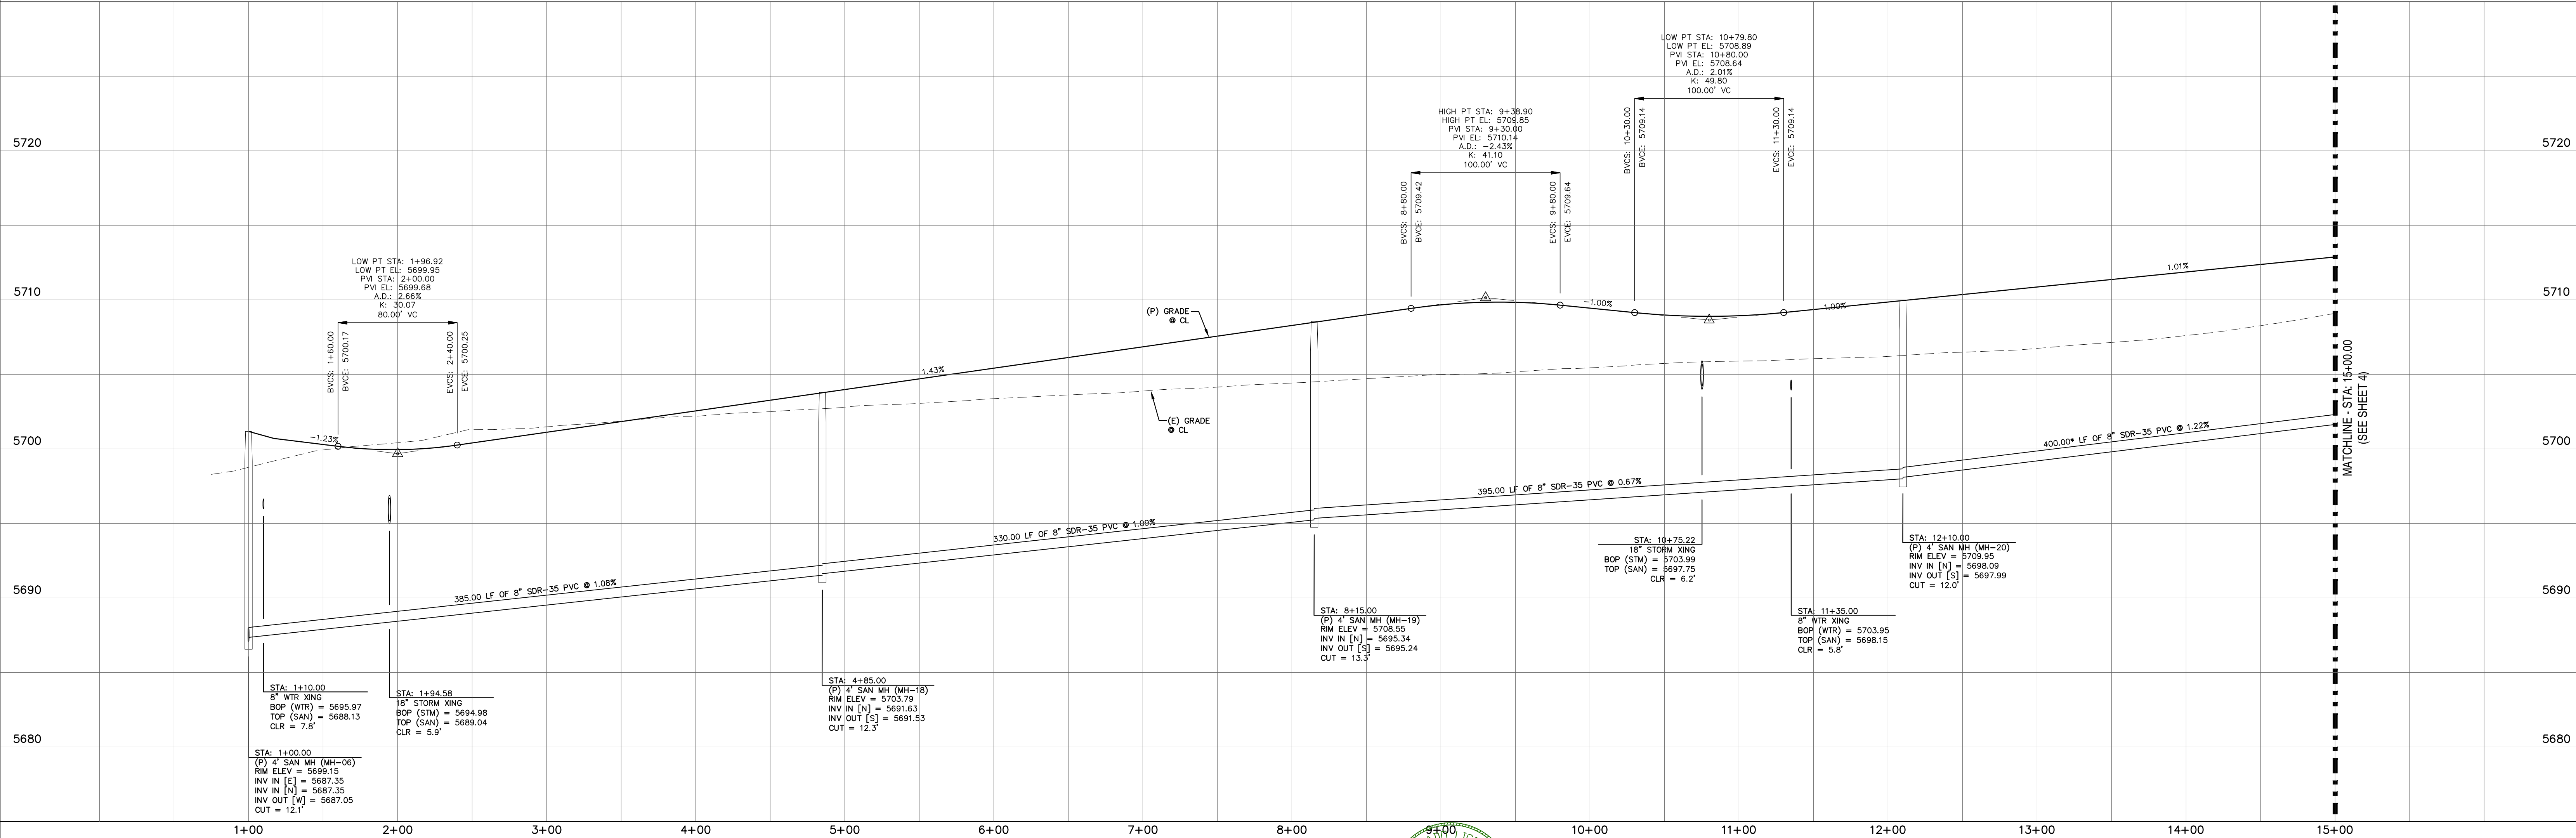 LOW PT STA: 10+79.80
LOW PT EL: 5708.89
PVI STA: 10+80.00
PVI EL: 5708.64
A.D.: 2.01%
K: 49.80
100.00' VC
HIGH PT STA: 9+38.90
HIGH PT EL: 5709.85
PVI STA: 9+30.00
PVI EL: 5710.14
A.D.: -2.43%
K: 41.10
100.00' VC
BVCS: 10+30.00
BVCE: 5709.14
EVCS: 11+30.00
EVCE: 5709.14
5720
5720
BVCS: 8+80.00
BVCE: 5709.42
EVCS: 9+80.00
EVCE: 5709.64
LOW PT STA: 1+96.92
LOW PT EL: 5699.95
PVI STA: 2+00.00
PVI EL: 5699.68
A.D.: 2.66%
K: 30.07
80.00' VC
BVCS: 1+60.00
BVCE: 5700.17
EVCS: 2+40.00
EVCE: 5700.25
5710
5710
(P) GRADE
@ CL
-1.00%
1.00%
1.01%
1.43%
-1.23%
(E) GRADE
@ CL
5700
5700
MATCHLINE - STA: 15+00.00
(SEE SHEET 4)
385.00 LF OF 8" SDR-35 PVC @ 1.08%
330.00 LF OF 8" SDR-35 PVC @ 1.09%
395.00 LF OF 8" SDR-35 PVC @ 0.67%
400.00* LF OF 8" SDR-35 PVC @ 1.22%
5690
5690
STA: 10+75.22
18" STORM XING
BOP (STM) = 5703.99
TOP (SAN) = 5697.75
CLR = 6.2'
STA: 12+10.00
(P) 4' SAN MH (MH-20)
RIM ELEV = 5709.95
INV IN [N] = 5698.09
INV OUT [S] = 5697.99
CUT = 12.0'
STA: 8+15.00
(P) 4' SAN MH (MH-19)
RIM ELEV = 5708.55
INV IN [N] = 5695.34
INV OUT [S] = 5695.24
CUT = 13.3'
STA: 11+35.00
8" WTR XING
BOP (WTR) = 5703.95
TOP (SAN) = 5698.15
CLR = 5.8'
STA: 4+85.00
(P) 4' SAN MH (MH-18)
RIM ELEV = 5703.79
INV IN [N] = 5691.63
INV OUT [S] = 5691.53
CUT = 12.3'
STA: 1+10.00
8" WTR XING
BOP (WTR) = 5695.97
TOP (SAN) = 5688.13
CLR = 7.8'
STA: 1+94.58
18" STORM XING
BOP (STM) = 5694.98
TOP (SAN) = 5689.04
CLR = 5.9'
5680
5680
STA: 1+00.00
(P) 4' SAN MH (MH-06)
RIM ELEV = 5699.15
INV IN [E] = 5687.35
INV IN [N] = 5687.35
INV OUT [W] = 5687.05
CUT = 12.1'
1+00 2+00 3+00 4+00 5+00 6+00 7+00 8+00 9+00 10+00 11+00 12+00 13+00 14+00 15+00